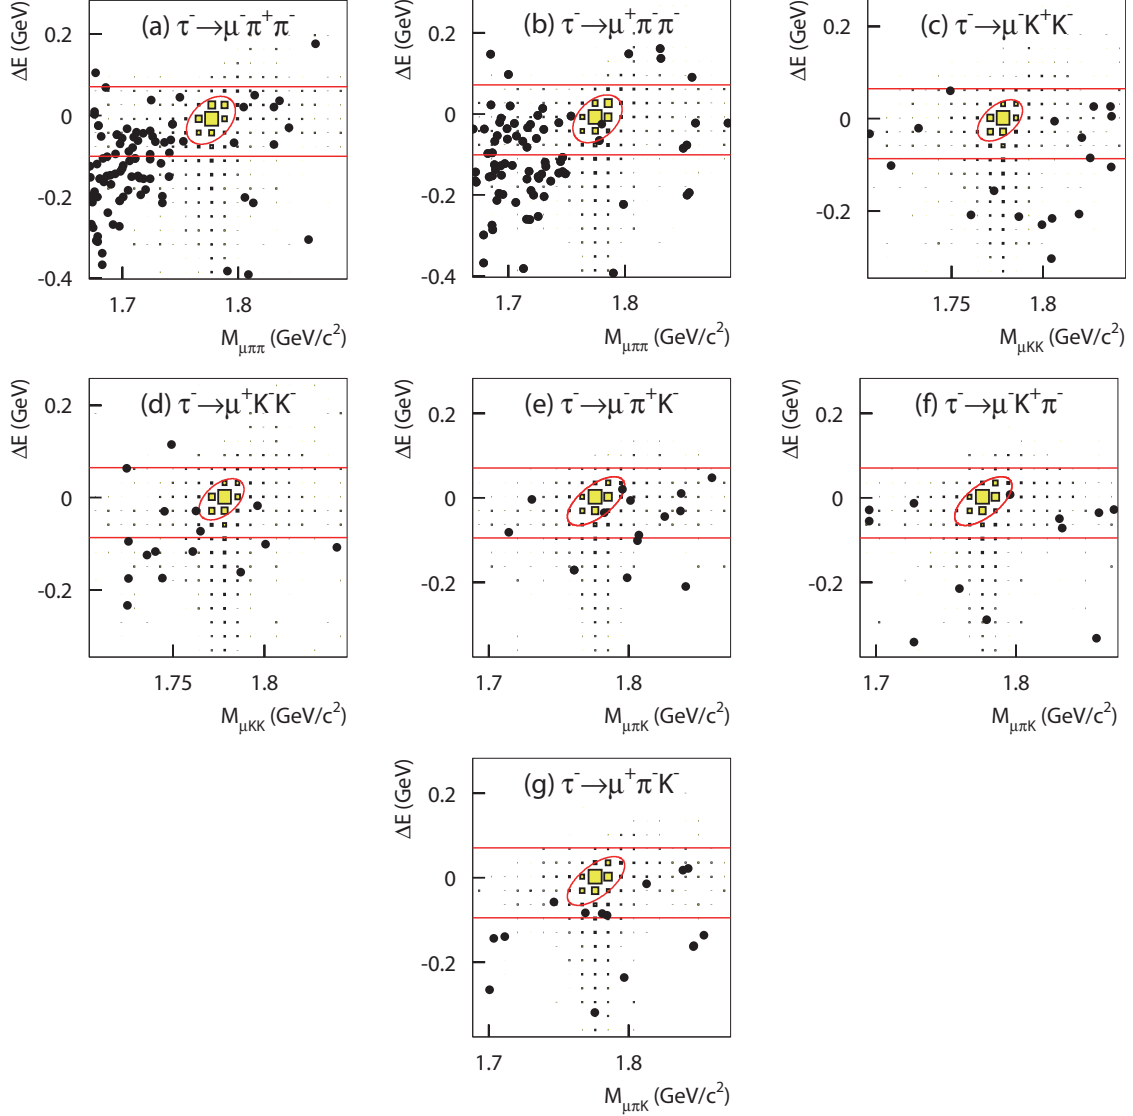 (a) τ⁻→μ⁻π⁺π⁻
ΔE (GeV)
0.2
0
-0.2
-0.4
1.7
1.8
M_μππ (GeV/c²)
(b) τ⁻→μ⁺π⁻π⁻
ΔE (GeV)
0.2
0
-0.2
-0.4
1.7
1.8
M_μππ (GeV/c²)
(c) τ⁻→μ⁻K⁺K⁻
ΔE (GeV)
0.2
0
-0.2
1.75
1.8
M_μKK (GeV/c²)
(d) τ⁻→μ⁺K⁻K⁻
ΔE (GeV)
0.2
0
-0.2
1.75
1.8
M_μKK (GeV/c²)
(e) τ⁻→μ⁻π⁺K⁻
ΔE (GeV)
0.2
0
-0.2
1.7
1.8
M_μπK (GeV/c²)
(f) τ⁻→μ⁻K⁺π⁻
ΔE (GeV)
0.2
0
-0.2
1.7
1.8
M_μπK (GeV/c²)
(g) τ⁻→μ⁺π⁻K⁻
ΔE (GeV)
0.2
0
-0.2
1.7
1.8
M_μπK (GeV/c²)